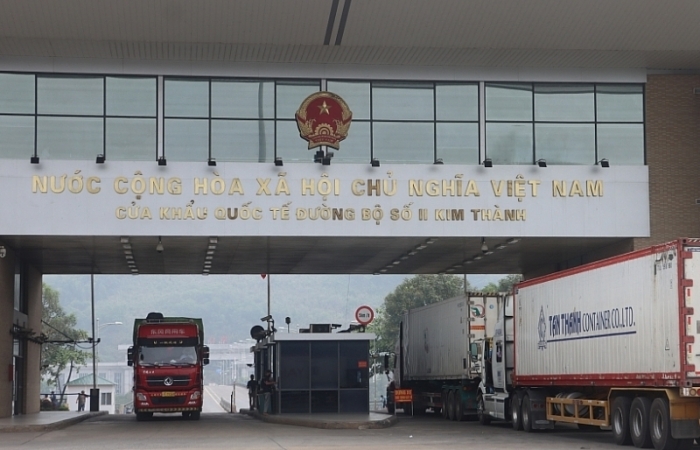 NƯỚC CỘNG HÒA XÃ HỘI CHỦ NGHĨA VIỆT NAM
CỬA KHẨU QUỐC TẾ ĐƯỜNG BỘ SỐ II KIM THÀNH
TAN THANH CONTAINER CO.,LTD.